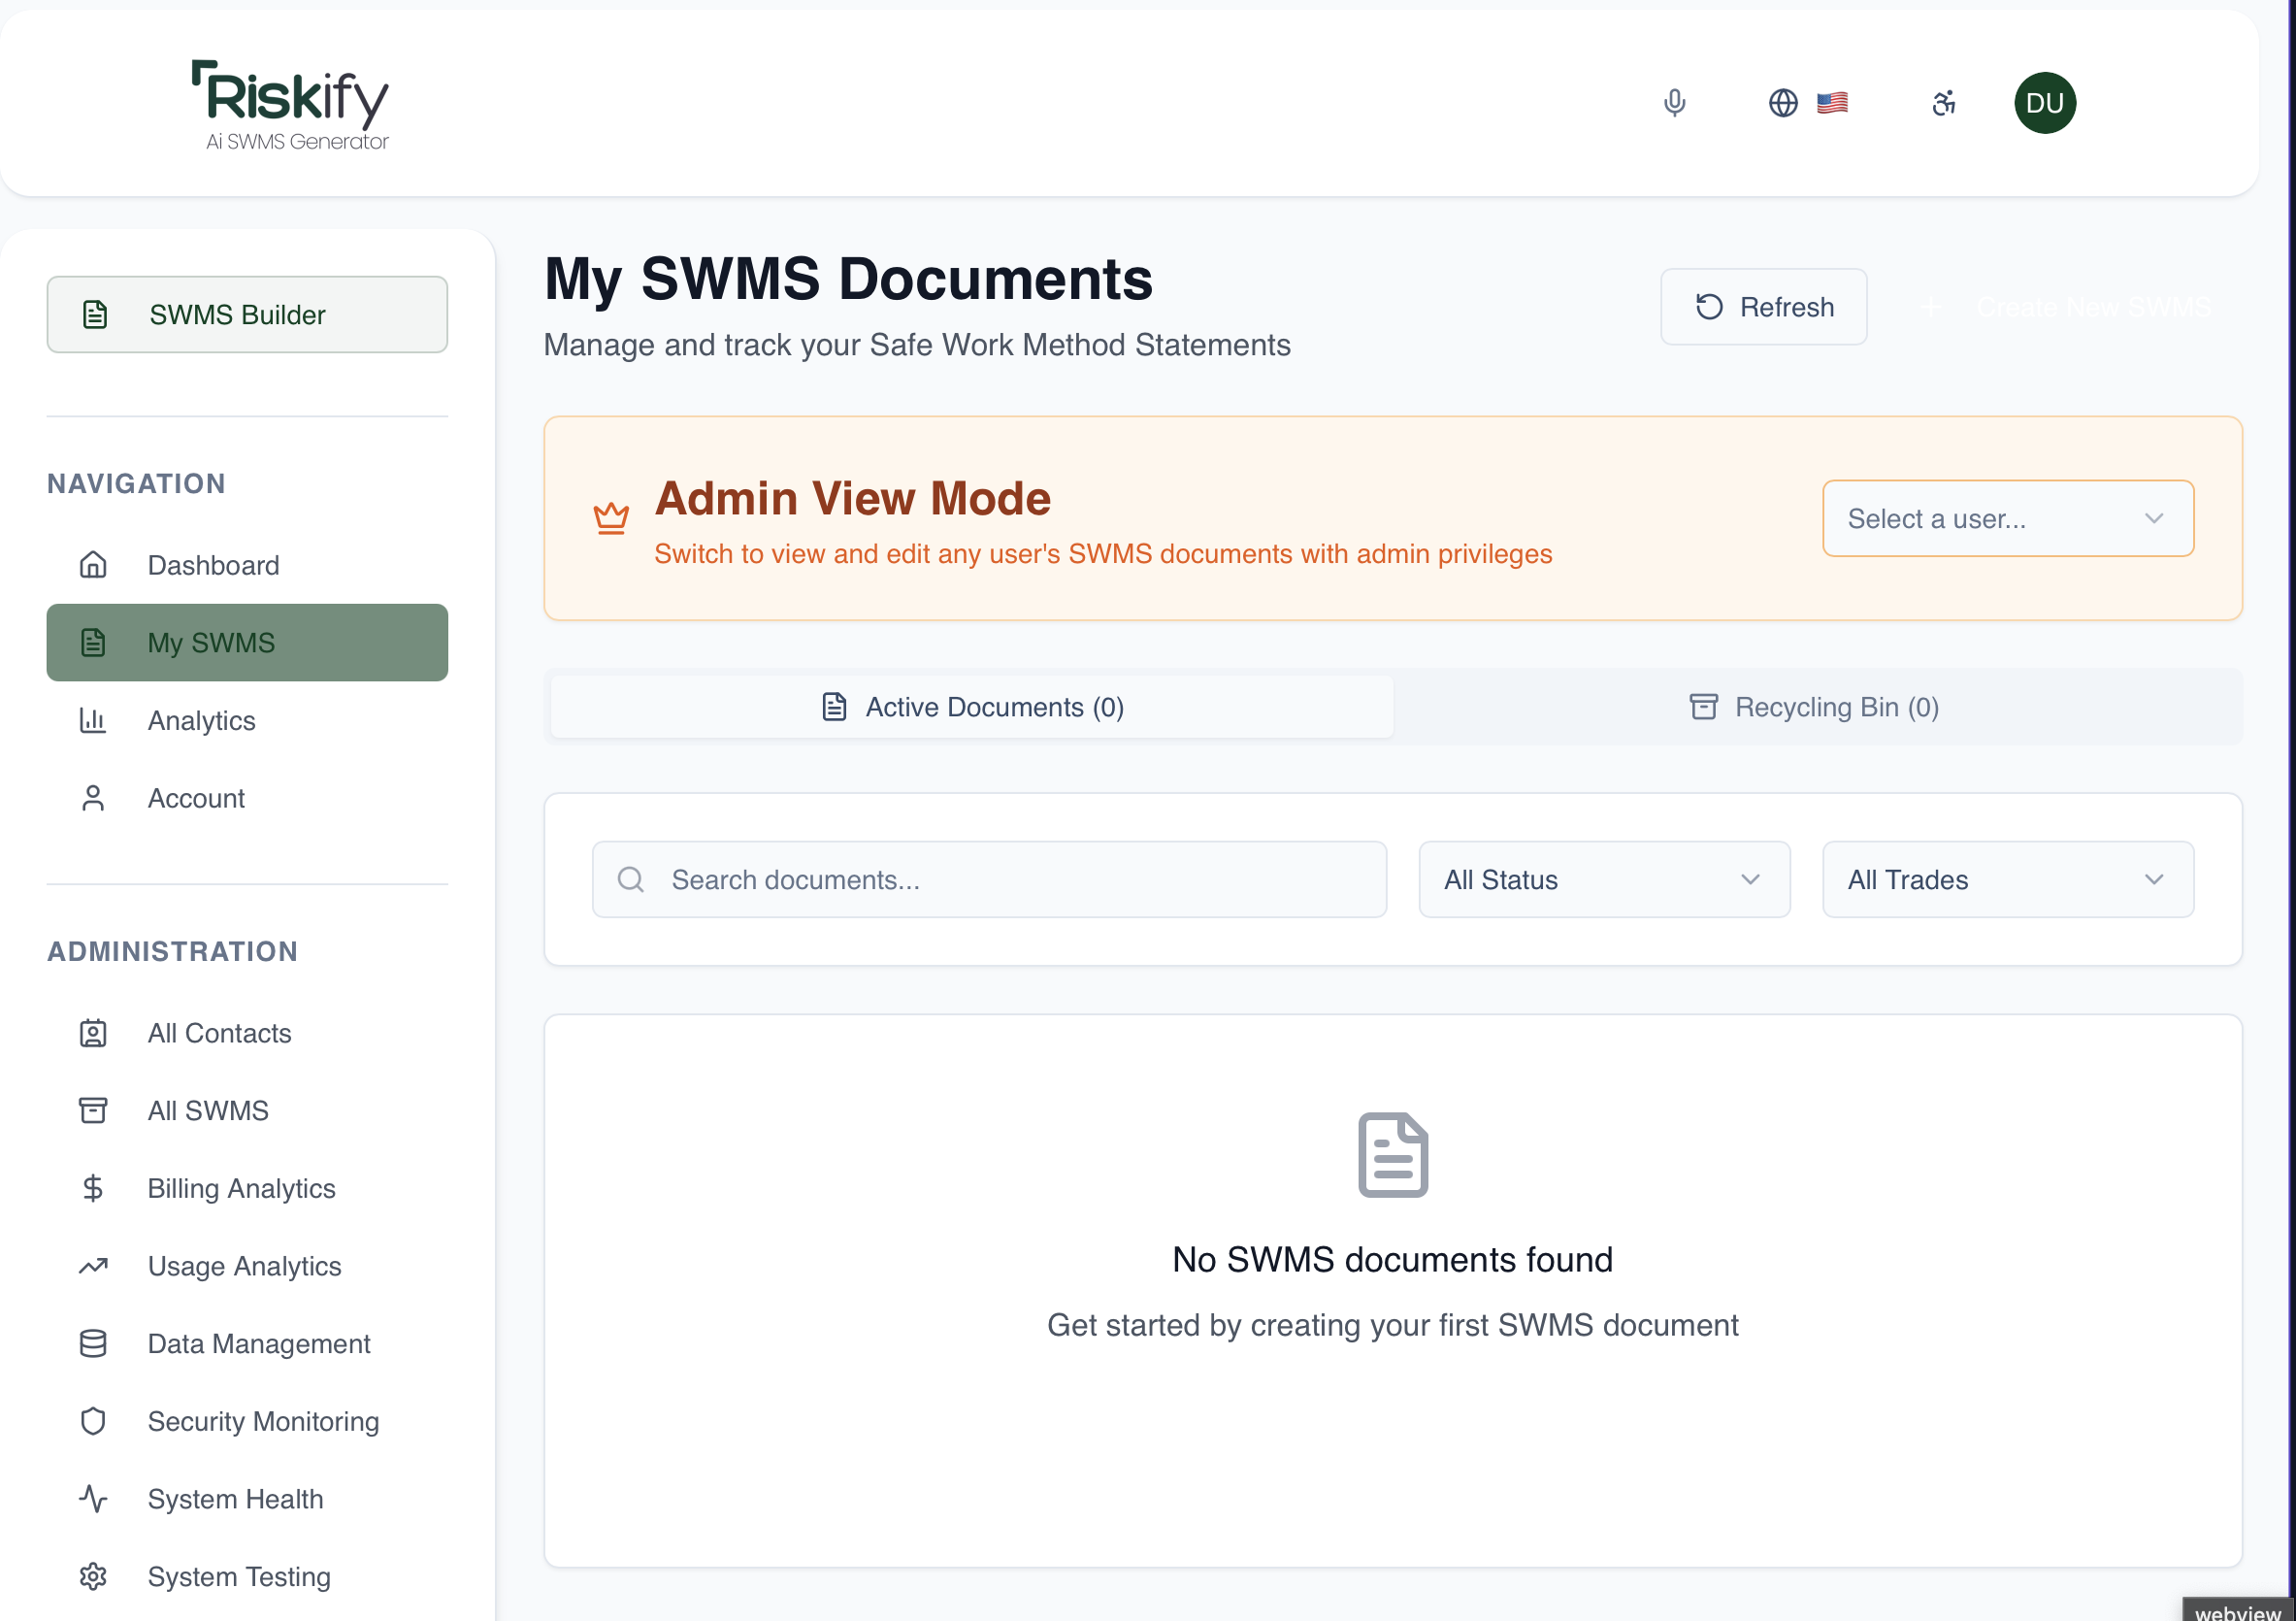 Riskify
Ai SWMS Generator
DU
SWMS Builder
NAVIGATION
Dashboard
My SWMS
Analytics
Account
ADMINISTRATION
All Contacts
All SWMS
Billing Analytics
Usage Analytics
Data Management
Security Monitoring
System Health
System Testing
My SWMS Documents
Manage and track your Safe Work Method Statements
Refresh
Create New SWMS
Admin View Mode
Switch to view and edit any user's SWMS documents with admin privileges
Select a user...
Active Documents (0)
Recycling Bin (0)
Search documents...
All Status
All Trades
No SWMS documents found
Get started by creating your first SWMS document
webview